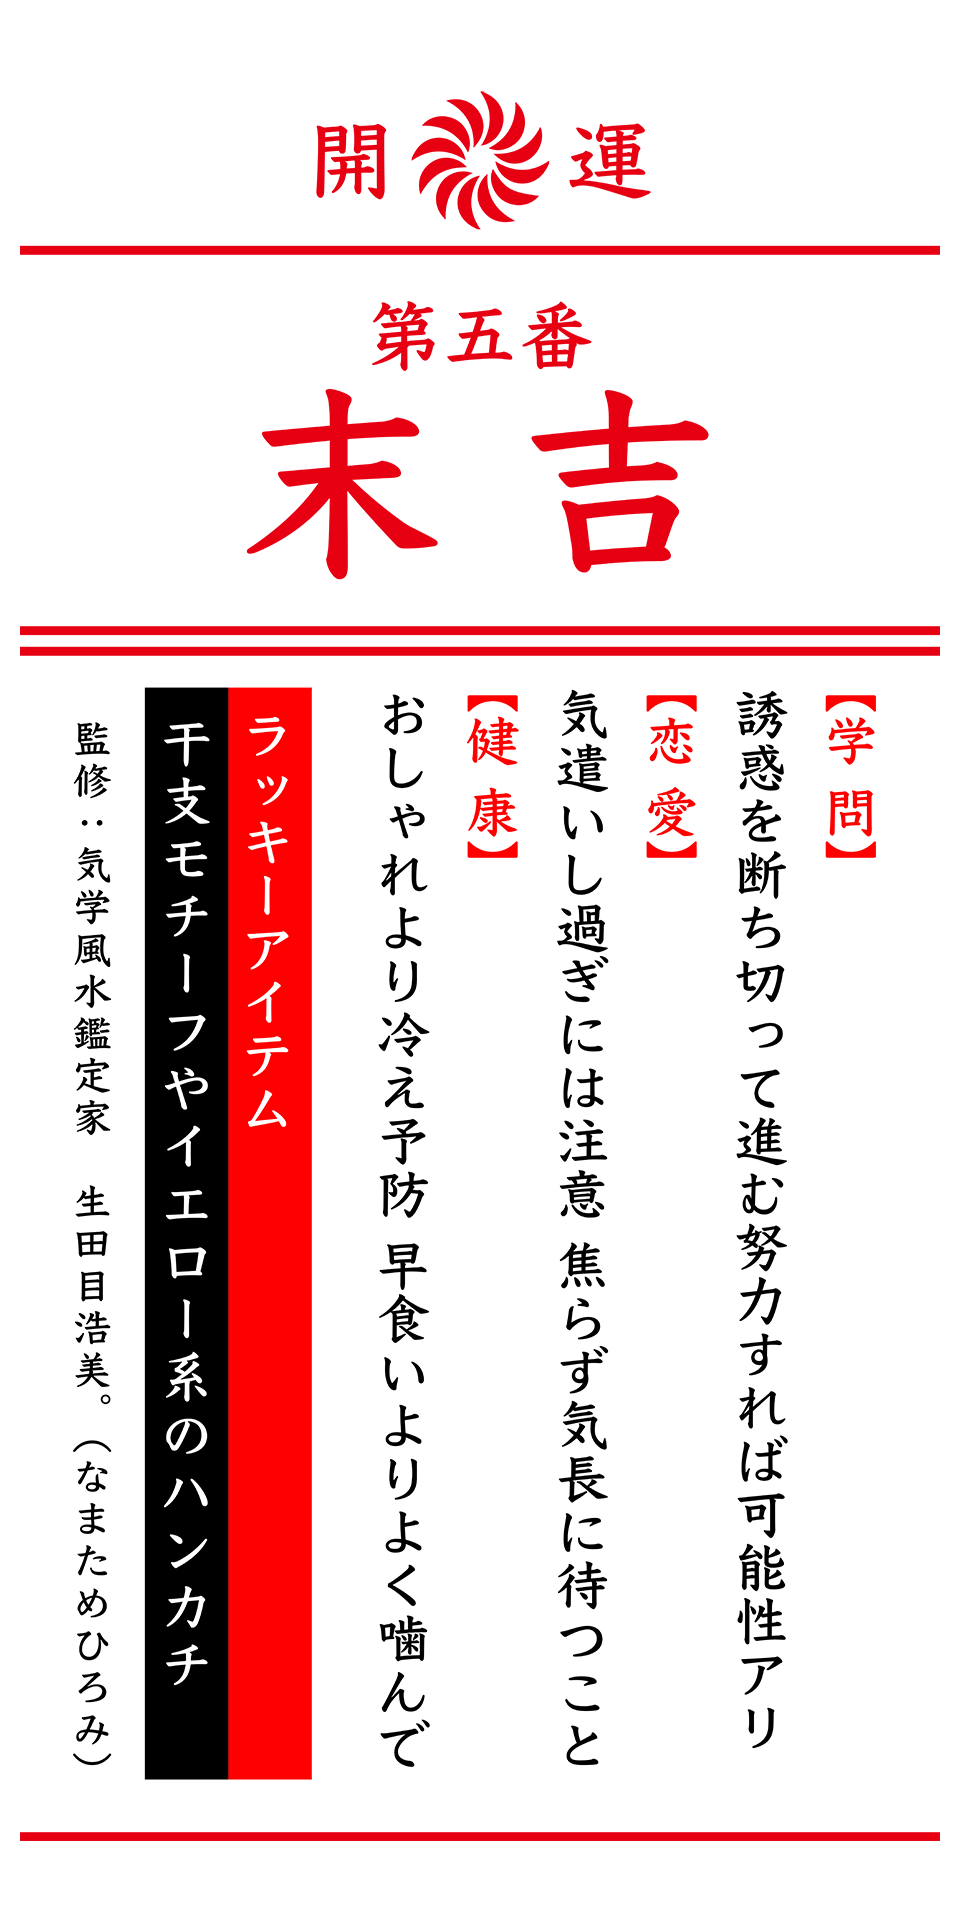 開運
第五番
末吉
【学問】
誘惑を断ち切って進む努力すれば可能性アリ
【恋愛】
気遣いし過ぎには注意 焦らず気長に待つこと
【健康】
おしゃれより冷え予防 早食いよりよく噛んで
ラッキーアイテム
干支モチーフやイエロー系のハンカチ
監修：気学風水鑑定家 生田目浩美。（なまためひろみ）